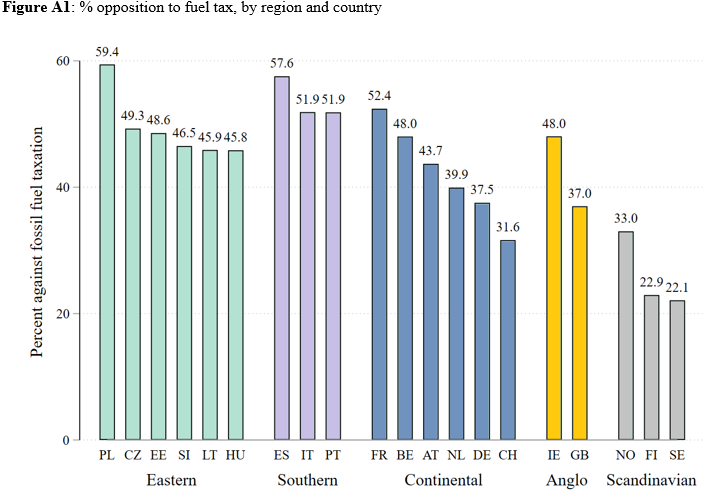 Figure A1: % opposition to fuel tax, by region and country
Percent against fossil fuel taxation
60
40
20
0
59.4 49.3 48.6 46.5 45.9 45.8 57.6 51.9 51.9 52.4 48.0 43.7 39.9 37.5 31.6 48.0 37.0 33.0 22.9 22.1
PL CZ EE SI LT HU ES IT PT FR BE AT NL DE CH IE GB NO FI SE
Eastern Southern Continental Anglo Scandinavian